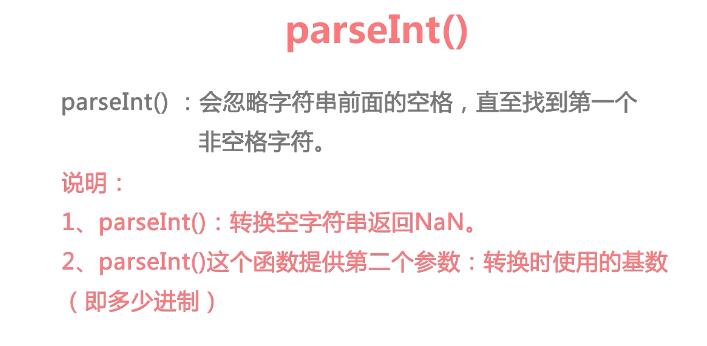 parseInt()
parseInt() ：会忽略字符串前面的空格，直至找到第一个
非空格字符。
说明：
1、parseInt()：转换空字符串返回NaN。
2、parseInt()这个函数提供第二个参数：转换时使用的基数
（即多少进制）